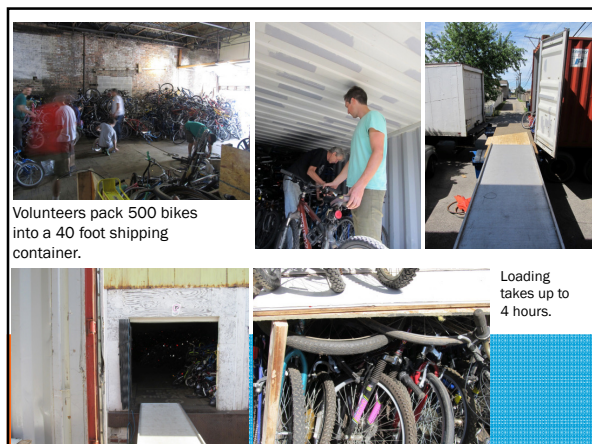 Volunteers pack 500 bikes
into a 40 foot shipping
container.
Loading
takes up to
4 hours.